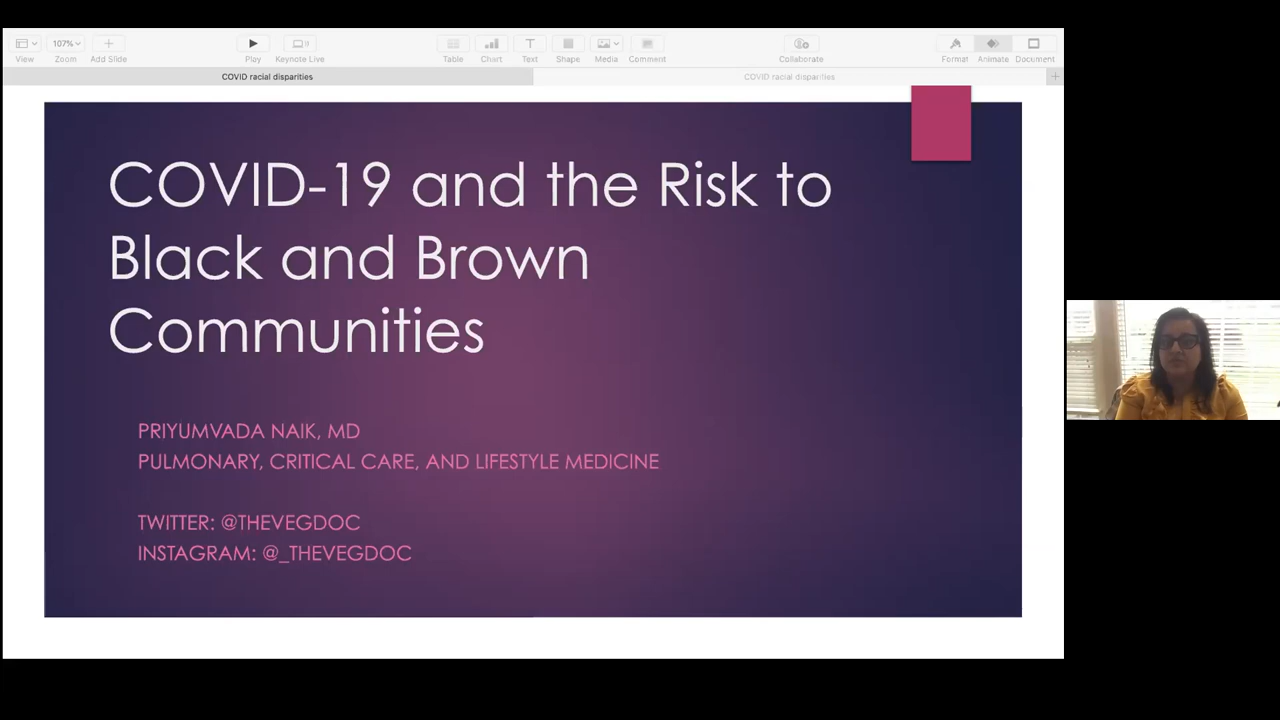 107%
View
Zoom
Add Slide
Play
Keynote Live
Table
Chart
Text
Shape
Media
Comment
Collaborate
Format
Animate
Document
COVID racial disparities
COVID racial disparities
COVID-19 and the Risk to
Black and Brown
Communities
PRIYUMVADA NAIK, MD
PULMONARY, CRITICAL CARE, AND LIFESTYLE MEDICINE
TWITTER: @THEVEGDOC
INSTAGRAM: @_THEVEGDOC